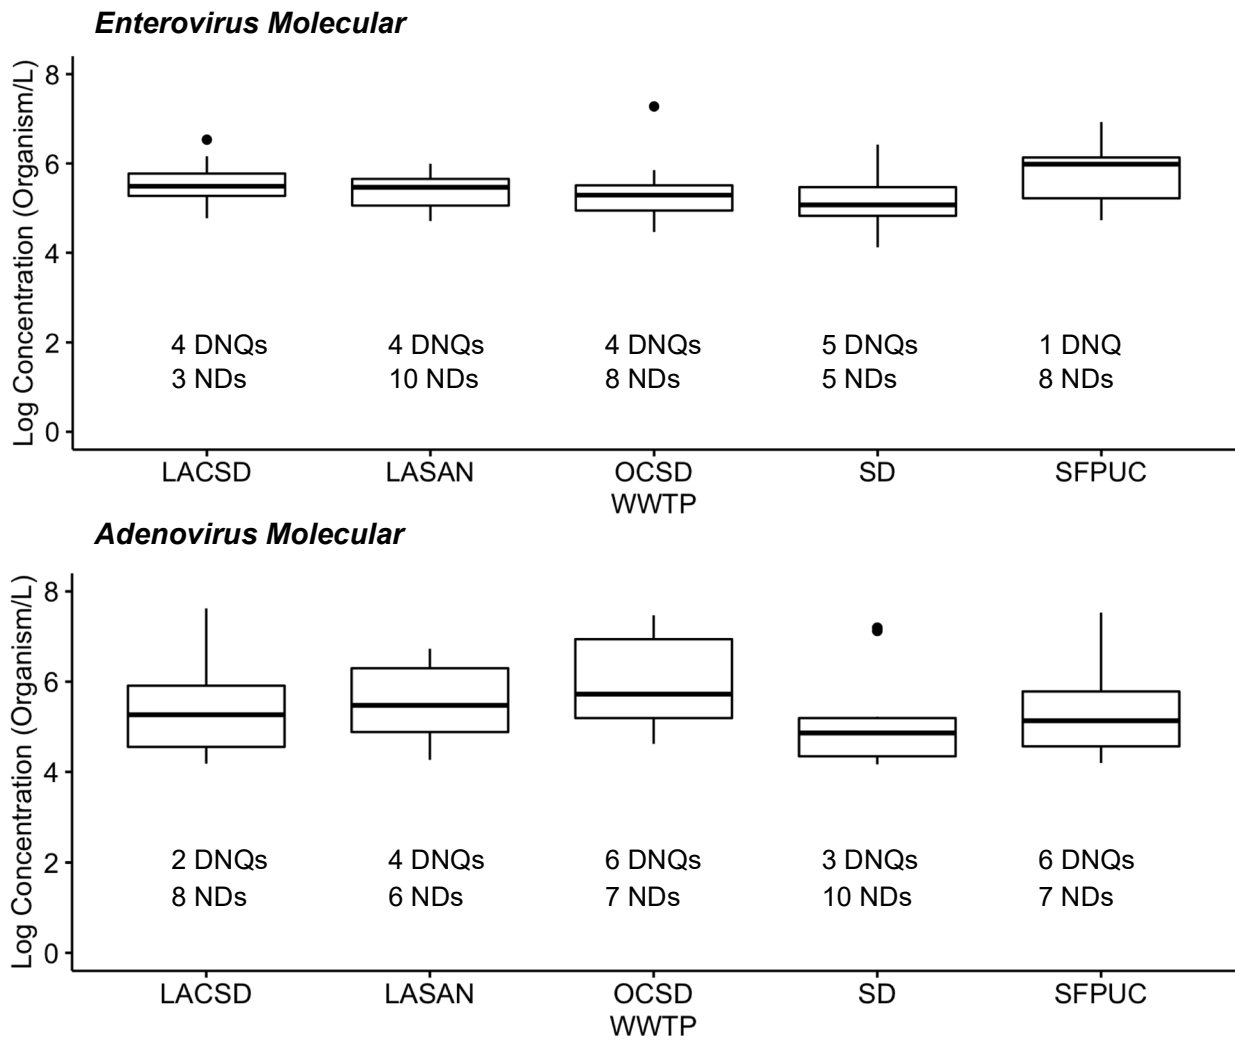 Enterovirus Molecular
Log Concentration (Organism/L)
8
6
4
2
0
4 DNQs 4 DNQs 4 DNQs 5 DNQs 1 DNQ
3 NDs 10 NDs 8 NDs 5 NDs 8 NDs
LACSD LASAN OCSD SD SFPUC
WWTP
Adenovirus Molecular
Log Concentration (Organism/L)
8
6
4
2
0
2 DNQs 4 DNQs 6 DNQs 3 DNQs 6 DNQs
8 NDs 6 NDs 7 NDs 10 NDs 7 NDs
LACSD LASAN OCSD SD SFPUC
WWTP